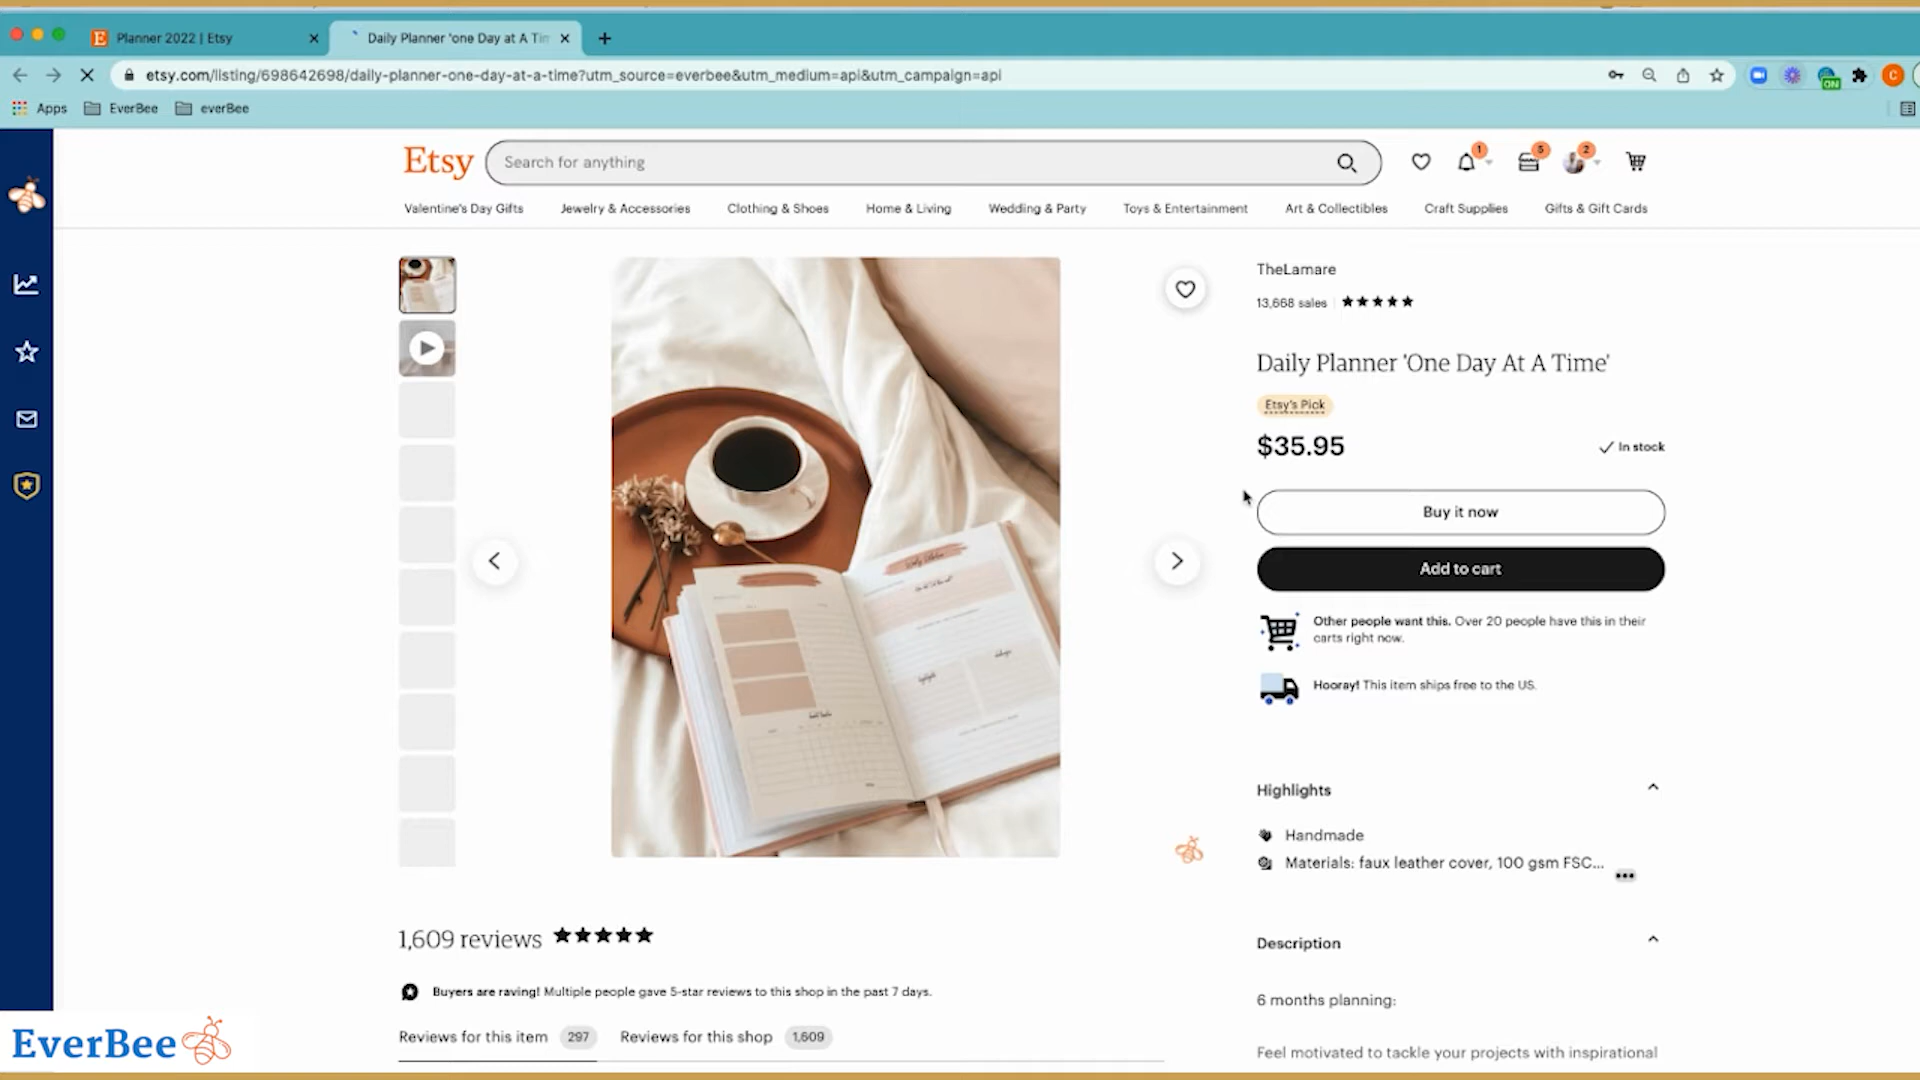 Planner 2022 | Etsy
Daily Planner 'one Day at A Tim
etsy.com/listing/698642698/daily-planner-one-day-at-a-time?utm_source=everbee&utm_medium=api&utm_campaign=api
ON
C
Apps
EverBee
everBee
Etsy
Search for anything
1
5
2
Valentine's Day Gifts
Jewelry & Accessories
Clothing & Shoes
Home & Living
Wedding & Party
Toys & Entertainment
Art & Collectibles
Craft Supplies
Gifts & Gift Cards
TheLamare
13,668 sales
Daily Planner 'One Day At A Time'
Etsy's Pick
$35.95
In stock
Buy it now
Add to cart
Other people want this. Over 20 people have this in their
carts right now.
Hooray! This item ships free to the US.
Highlights
Handmade
Materials: faux leather cover, 100 gsm FSC...
Description
6 months planning:
Feel motivated to tackle your projects with inspirational
1,609 reviews
Buyers are raving! Multiple people gave 5-star reviews to this shop in the past 7 days.
Reviews for this item 297
Reviews for this shop 1,609
EverBee